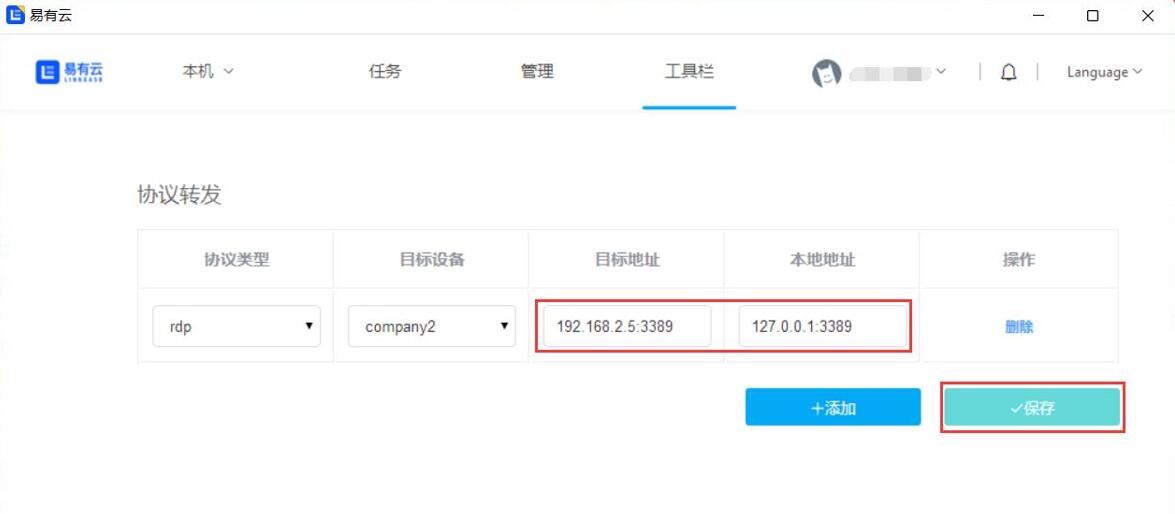 易有云
易有云
LINKEASE
本机
任务
管理
工具栏
Language
协议转发
协议类型 目标设备 目标地址 本地地址 操作
rdp company2 192.168.2.5:3389 127.0.0.1:3389 删除
+添加 ✓保存